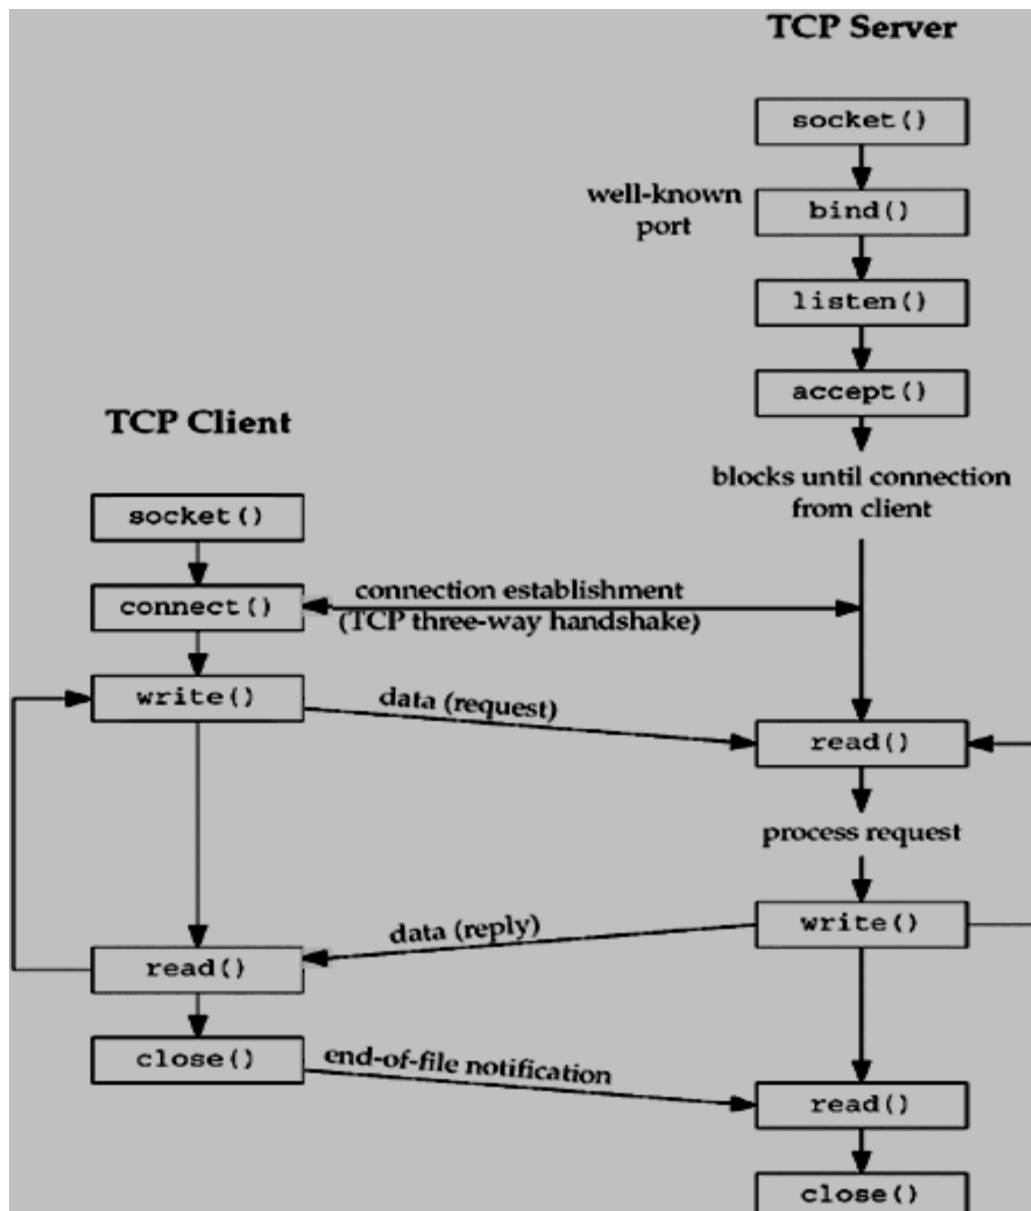 TCP Server
socket()
well-known
port
bind()
listen()
accept()
TCP Client
blocks until connection
from client
socket()
connection establishment
connect()
(TCP three-way handshake)
write()
data (request)
read()
process request
data (reply)
write()
read()
close()
end-of-file notification
read()
close()